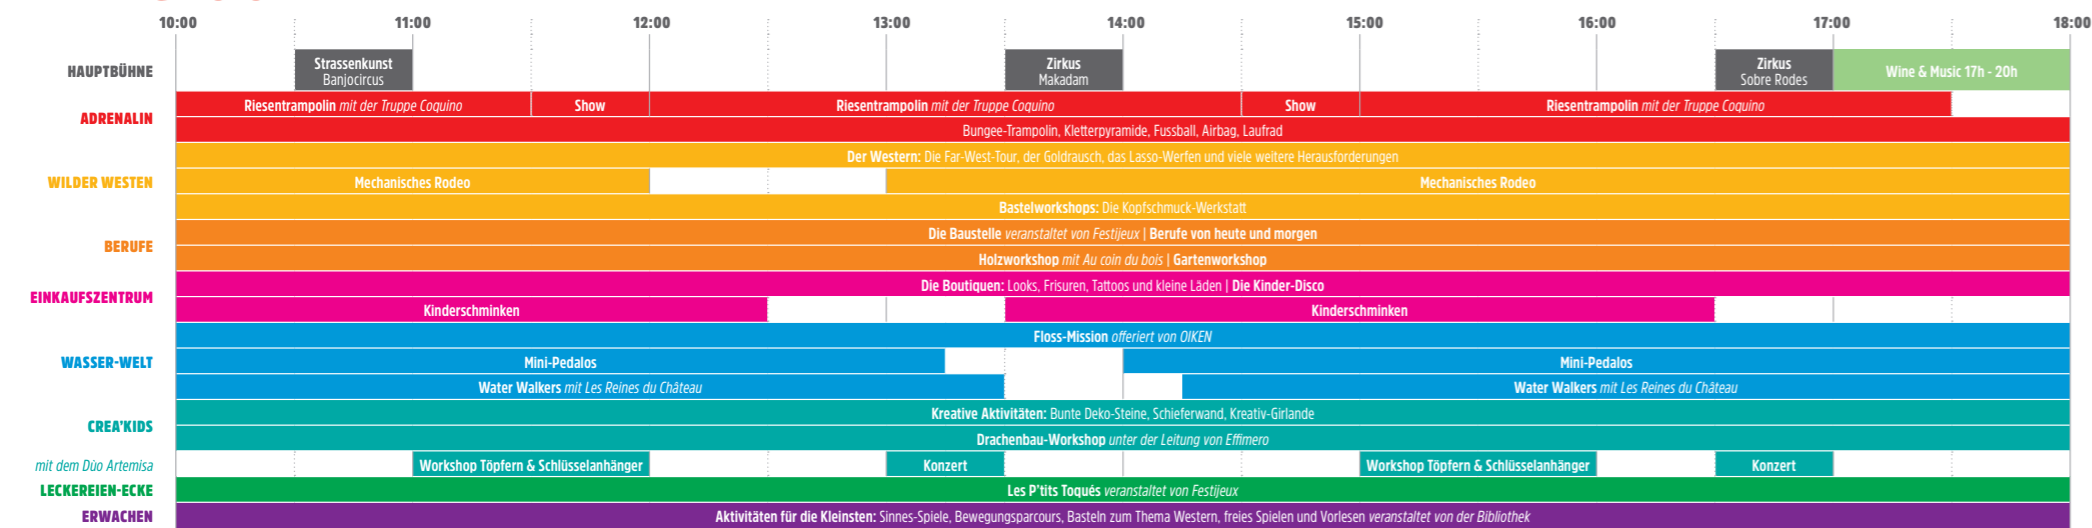 10:00 11:00 12:00 13:00 14:00 15:00 16:00 17:00 18:00
HAUPTBÜHNE
Strassenkunst
Banjocircus
Zirkus
Makadam
Zirkus
Sobre Rodes
Wine & Music 17h - 20h
ADRENALIN
Riesentrampolin mit der Truppe Coquino Show Riesentrampolin mit der Truppe Coquino Show Riesentrampolin mit der Truppe Coquino
Bungee-Trampolin, Kletterpyramide, Fussball, Airbag, Laufrad
WILDER WESTEN
Der Western: Die Far-West-Tour, der Goldrausch, das Lasso-Werfen und viele weitere Herausforderungen
Mechanisches Rodeo Mechanisches Rodeo
Bastelworkshops: Die Kopfschmuck-Werkstatt
BERUFE
Die Baustelle veranstaltet von Festijeux | Berufe von heute und morgen
Holzworkshop mit Au coin du bois | Gartenworkshop
EINKAUFSZENTRUM
Die Boutiquen: Looks, Frisuren, Tattoos und kleine Läden | Die Kinder-Disco
Kinderschminken Kinderschminken
WASSER-WELT
Floss-Mission offeriert von OIKEN
Mini-Pedalos Mini-Pedalos
Water Walkers mit Les Reines du Château Water Walkers mit Les Reines du Château
CREA'KIDS
Kreative Aktivitäten: Bunte Deko-Steine, Schieferwand, Kreativ-Girlande
Drachenbau-Workshop unter der Leitung von Effimero
mit dem Dùo Artemisa Workshop Töpfern & Schlüsselanhänger Konzert Workshop Töpfern & Schlüsselanhänger Konzert
LECKEREIEN-ECKE Les P'tits Toqués veranstaltet von Festijeux
ERWACHEN Aktivitäten für die Kleinsten: Sinnes-Spiele, Bewegungsparcours, Basteln zum Thema Western, freies Spielen und Vorlesen veranstaltet von der Bibliothek